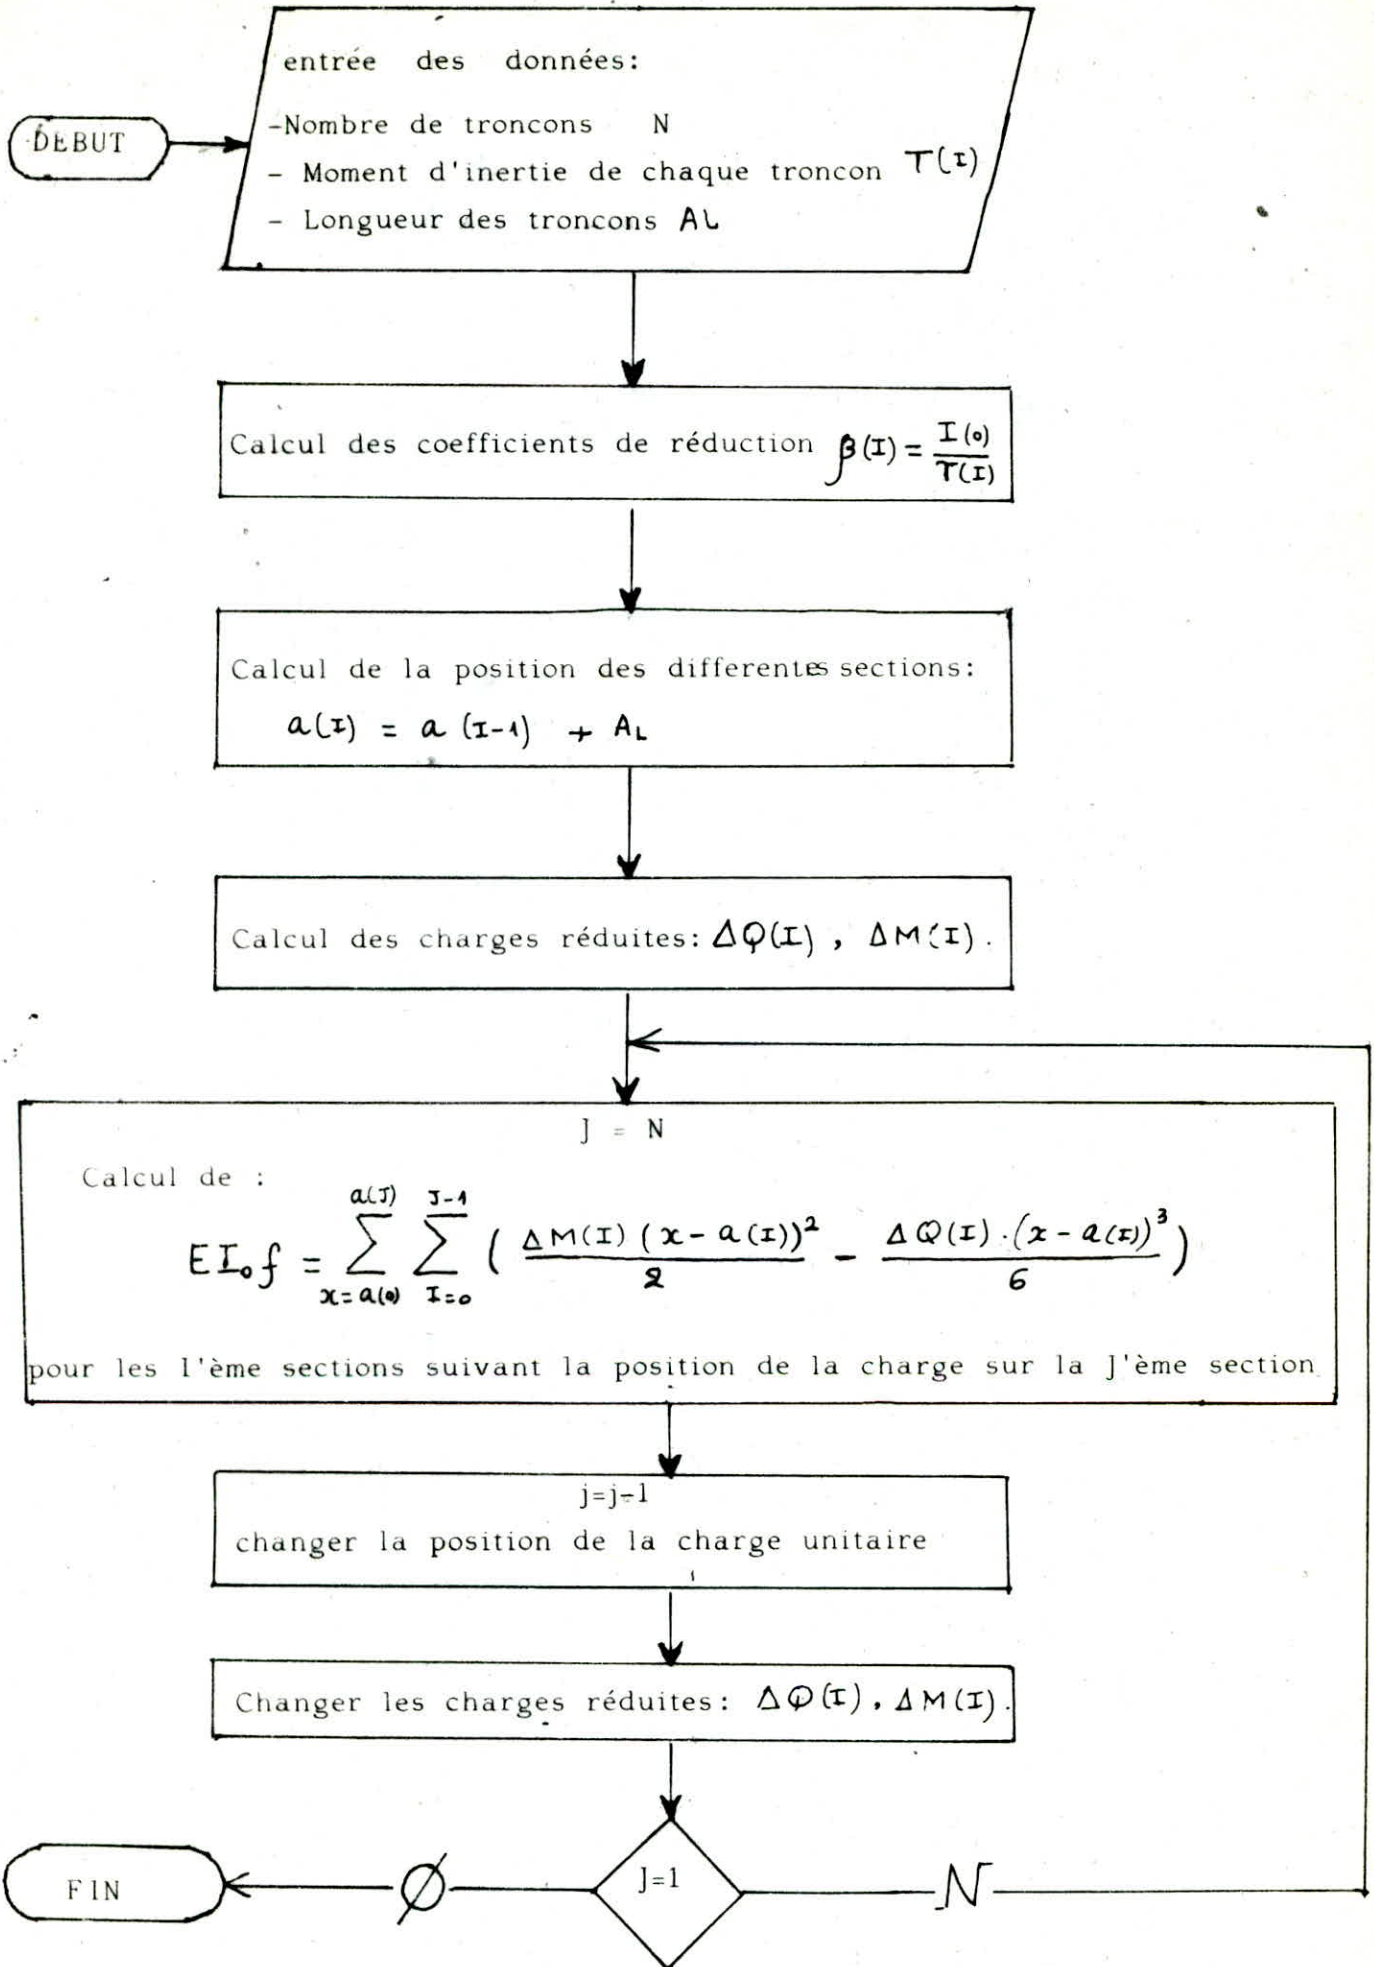 entrée des données:
DEBUT
-Nombre de troncons N
- Moment d'inertie de chaque troncon T(I)
- Longueur des troncons AL
Calcul des coefficients de réduction β(I) = I(0)/T(I)
Calcul de la position des differentes sections:
a(I) = a(I-1) + AL
Calcul des charges réduites: ΔQ(I) , ΔM(I).
J = N
Calcul de :
EI₀f = ∑_{x=a(0)}^{a(J)} ∑_{I=0}^{J-1} ( ΔM(I) (x - a(I))²/2 - ΔQ(I).(x - a(I))³/6 )
pour les I'ème sections suivant la position de la charge sur la J'ème section
j=j-1
changer la position de la charge unitaire
Changer les charges réduites: ΔQ(I), ΔM(I).
FIN Ø J=1 N